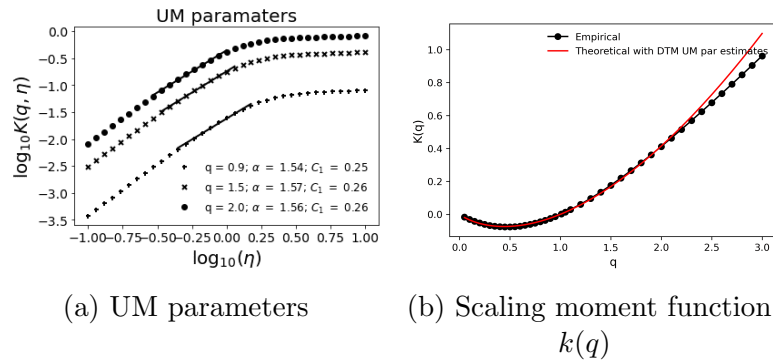 UM paramaters
0.0
−0.5
−1.0
−1.5
−2.0
−2.5
−3.0
−3.5
log₁₀K(q, η)
q = 0.9; α = 1.54; C₁ = 0.25
q = 1.5; α = 1.57; C₁ = 0.26
q = 2.0; α = 1.56; C₁ = 0.26
−1.00−0.75−0.50−0.25 0.00 0.25 0.50 0.75 1.00
log₁₀(η)
(a) UM parameters
Empirical
Theoretical with DTM UM par estimates
1.0
0.8
0.6
0.4
0.2
0.0
K(q)
0.0 0.5 1.0 1.5 2.0 2.5 3.0
q
(b) Scaling moment function
k(q)